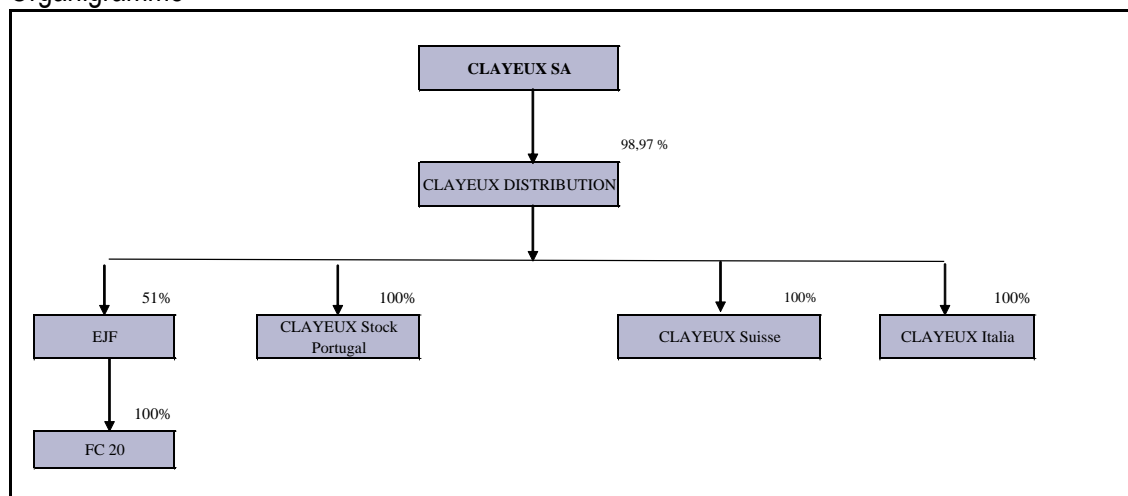 Organigramme
CLAYEUX SA
98,97 %
CLAYEUX DISTRIBUTION
51%
100%
100%
100%
EJF
CLAYEUX Stock
Portugal
CLAYEUX Suisse
CLAYEUX Italia
100%
FC 20